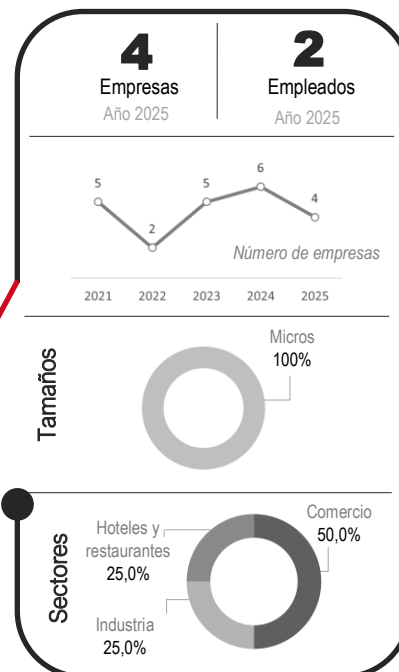 4
Empresas
Año 2025
2
Empleados
Año 2025
5
2
5
6
4
Número de empresas
2021 2022 2023 2024 2025
Tamaños
Micros
100%
Sectores
Hoteles y
restaurantes
25,0%
Comercio
50,0%
Industria
25,0%